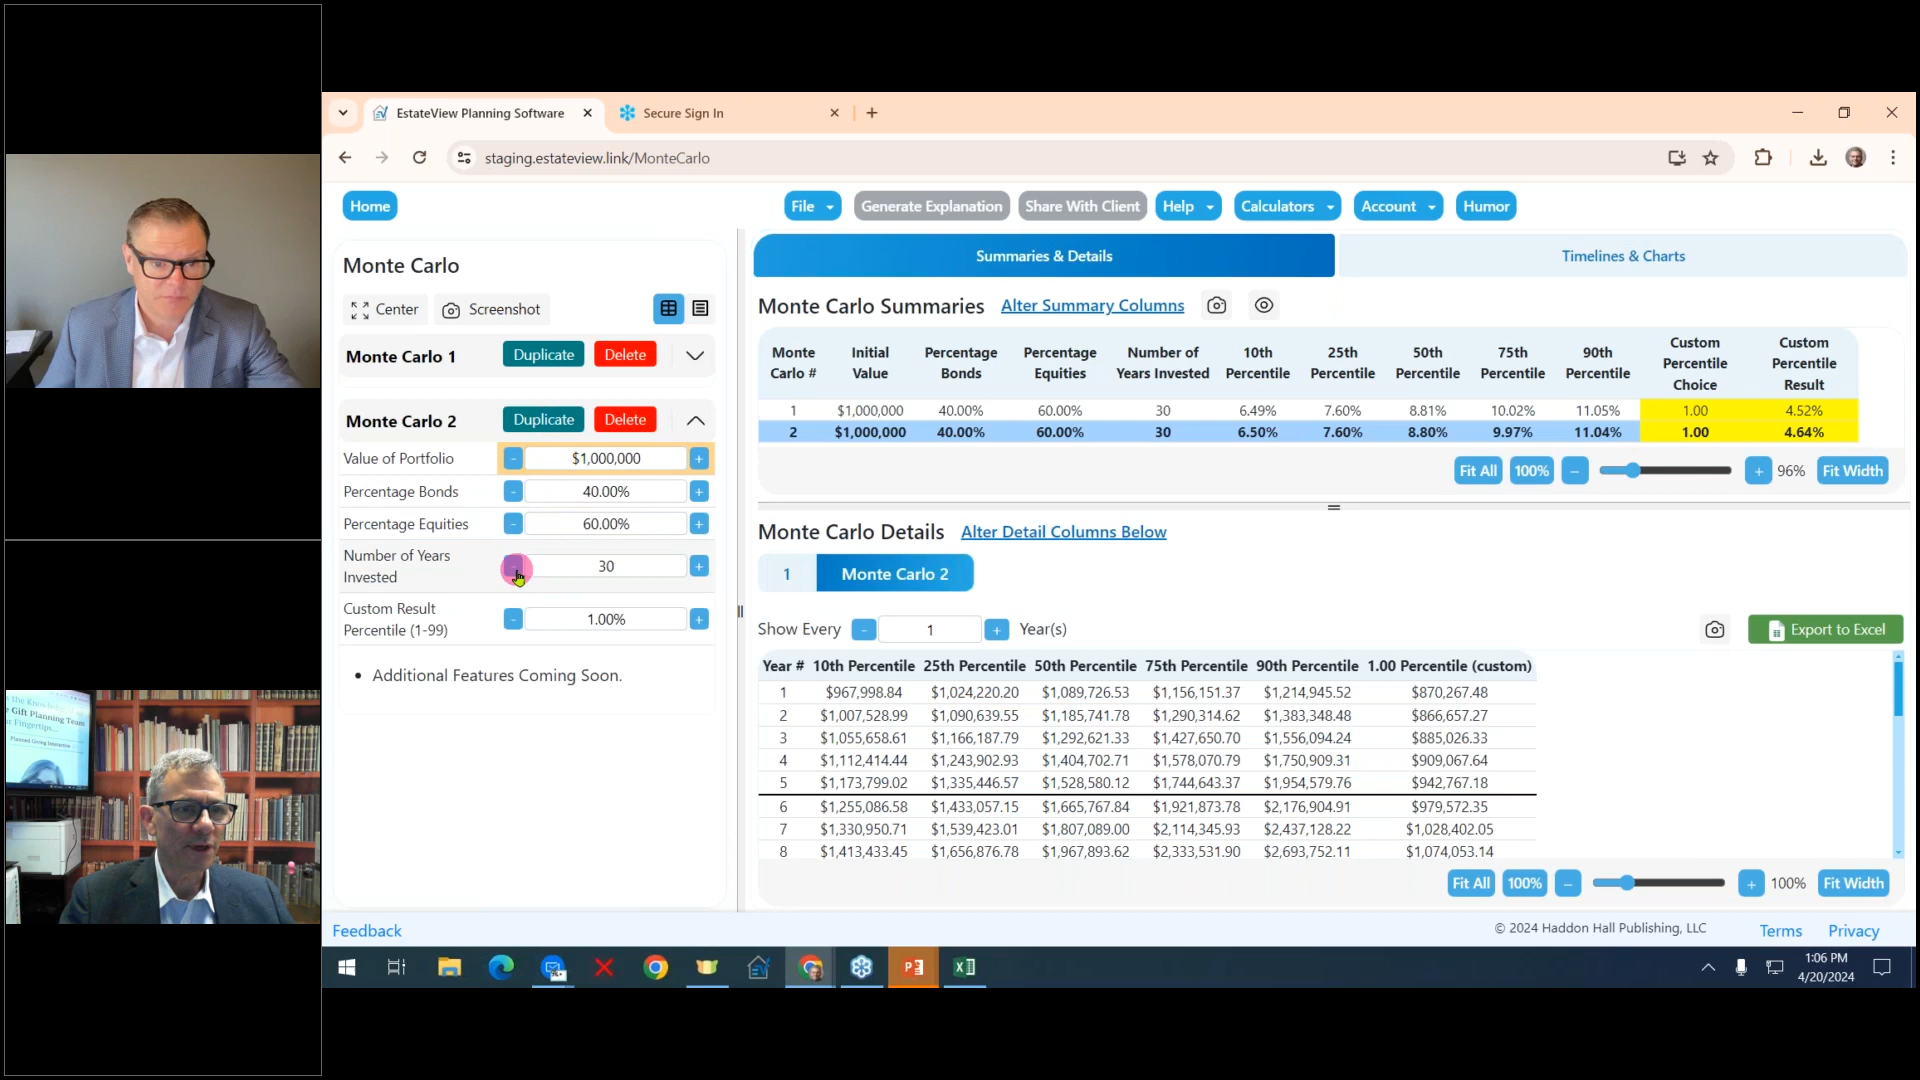 EstateView Planning Software
Secure Sign In
staging.estateview.link/MonteCarlo
Home
File
Generate Explanation
Share With Client
Help
Calculators
Account
Humor
Monte Carlo
Center
Screenshot
Monte Carlo 1
Duplicate
Delete
Monte Carlo 2
Duplicate
Delete
Value of Portfolio - $1,000,000 +
Percentage Bonds - 40.00% +
Percentage Equities - 60.00% +
Number of Years
Invested
- 30 +
Custom Result
Percentile (1-99)
- 1.00% +
• Additional Features Coming Soon.
Summaries & Details
Timelines & Charts
Monte Carlo Summaries Alter Summary Columns
Monte Carlo # Initial Value Percentage Bonds Percentage Equities Number of Years Invested 10th Percentile 25th Percentile 50th Percentile 75th Percentile 90th Percentile Custom Percentile Choice Custom Percentile Result
1 $1,000,000 40.00% 60.00% 30 6.49% 7.60% 8.81% 10.02% 11.05% 1.00 4.52%
2 $1,000,000 40.00% 60.00% 30 6.50% 7.60% 8.80% 9.97% 11.04% 1.00 4.64%
Fit All 100% - + 96% Fit Width
Monte Carlo Details Alter Detail Columns Below
1 Monte Carlo 2
Show Every - 1 + Year(s)
Export to Excel
Year # 10th Percentile 25th Percentile 50th Percentile 75th Percentile 90th Percentile 1.00 Percentile (custom)
1 $967,998.84 $1,024,220.20 $1,089,726.53 $1,156,151.37 $1,214,945.52 $870,267.48
2 $1,007,528.99 $1,090,639.55 $1,185,741.78 $1,290,314.62 $1,383,348.48 $866,657.27
3 $1,055,658.61 $1,166,187.79 $1,292,621.33 $1,427,650.70 $1,556,094.24 $885,026.33
4 $1,112,414.44 $1,243,902.93 $1,404,702.71 $1,578,070.79 $1,750,909.31 $909,067.64
5 $1,173,799.02 $1,335,446.57 $1,528,580.12 $1,744,643.37 $1,954,579.76 $942,767.18
6 $1,255,086.58 $1,433,057.15 $1,665,767.84 $1,921,873.78 $2,176,904.91 $979,572.35
7 $1,330,950.71 $1,539,423.01 $1,807,089.00 $2,114,345.93 $2,437,128.22 $1,028,402.05
8 $1,413,433.45 $1,656,876.78 $1,967,893.62 $2,333,531.90 $2,693,752.11 $1,074,053.14
Fit All 100% - + 100% Fit Width
Feedback
© 2024 Haddon Hall Publishing, LLC
Terms
Privacy
1:06 PM
4/20/2024
Gift Planning Team
Fingertips...